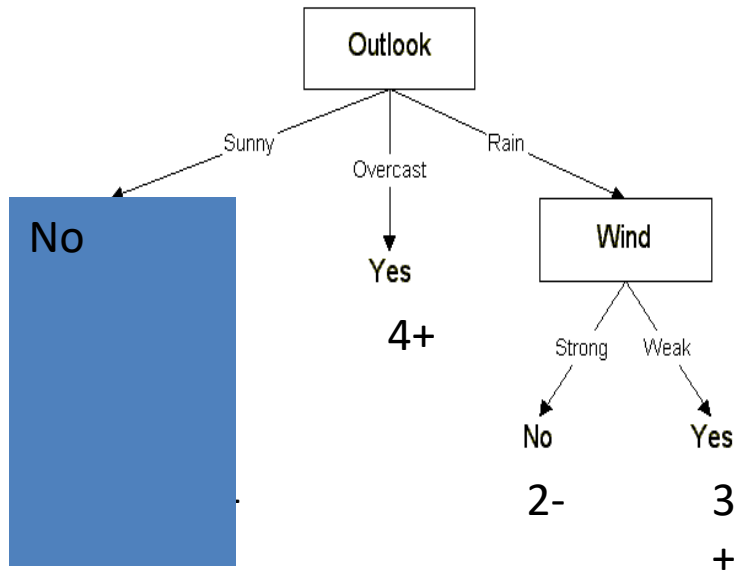 Outlook
Sunny
Overcast
Rain
No
Yes
Wind
4+
Strong
Weak
No
Yes
2-
3
+